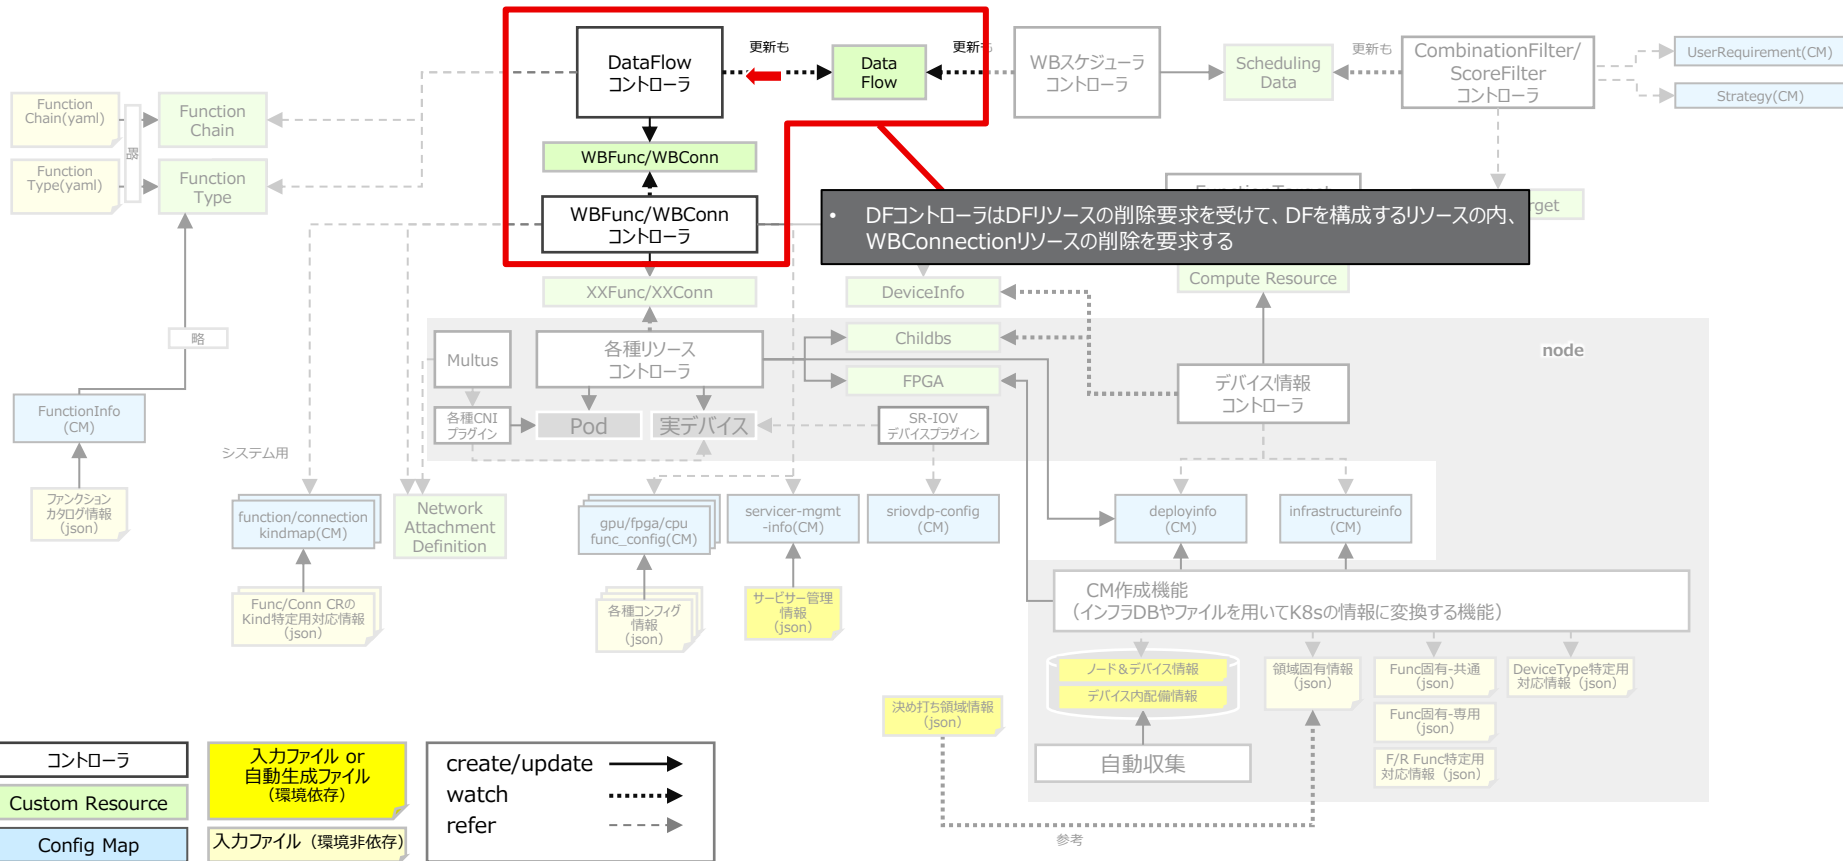 DataFlow
コントローラ
更新も
Data
Flow
更新も
WBスケジューラ
コントローラ
Scheduling
Data
更新も
CombinationFilter/
ScoreFilter
コントローラ
UserRequirement(CM)
Strategy(CM)
Function
Chain(yaml)
Function
Chain
略
Function
Type(yaml)
Function
Type
WBFunc/WBConn
WBFunc/WBConn
コントローラ
• DFコントローラはDFリソースの削除要求を受けて、DFを構成するリソースの内、
WBConnectionリソースの削除を要求する
rget
XXFunc/XXConn
DeviceInfo
Compute Resource
略
Multus
各種リソース
コントローラ
Childbs
FPGA
node
デバイス情報
コントローラ
FunctionInfo
(CM)
各種CNI
プラグイン
Pod
実デバイス
SR-IOV
デバイスプラグイン
システム用
ファンクション
カタログ情報
(json)
function/connection
kindmap(CM)
Network
Attachment
Definition
gpu/fpga/cpu
func_config(CM)
servicer-mgmt
-info(CM)
sriovdp-config
(CM)
deployinfo
(CM)
infrastructureinfo
(CM)
Func/Conn CRの
Kind特定用対応情報
(json)
各種コンフィグ
情報
(json)
サービサー管理
情報
(json)
CM作成機能
(インフラDBやファイルを用いてK8sの情報に変換する機能)
ノード＆デバイス情報
デバイス内配備情報
領域固有情報
(json)
Func固有-共通
(json)
DeviceType特定用
対応情報 (json)
決め打ち領域情報
(json)
Func固有-専用
(json)
自動収集
F/R Func特定用
対応情報 (json)
参考
コントローラ
Custom Resource
Config Map
入力ファイル or
自動生成ファイル
(環境依存)
入力ファイル (環境非依存)
create/update
watch
refer